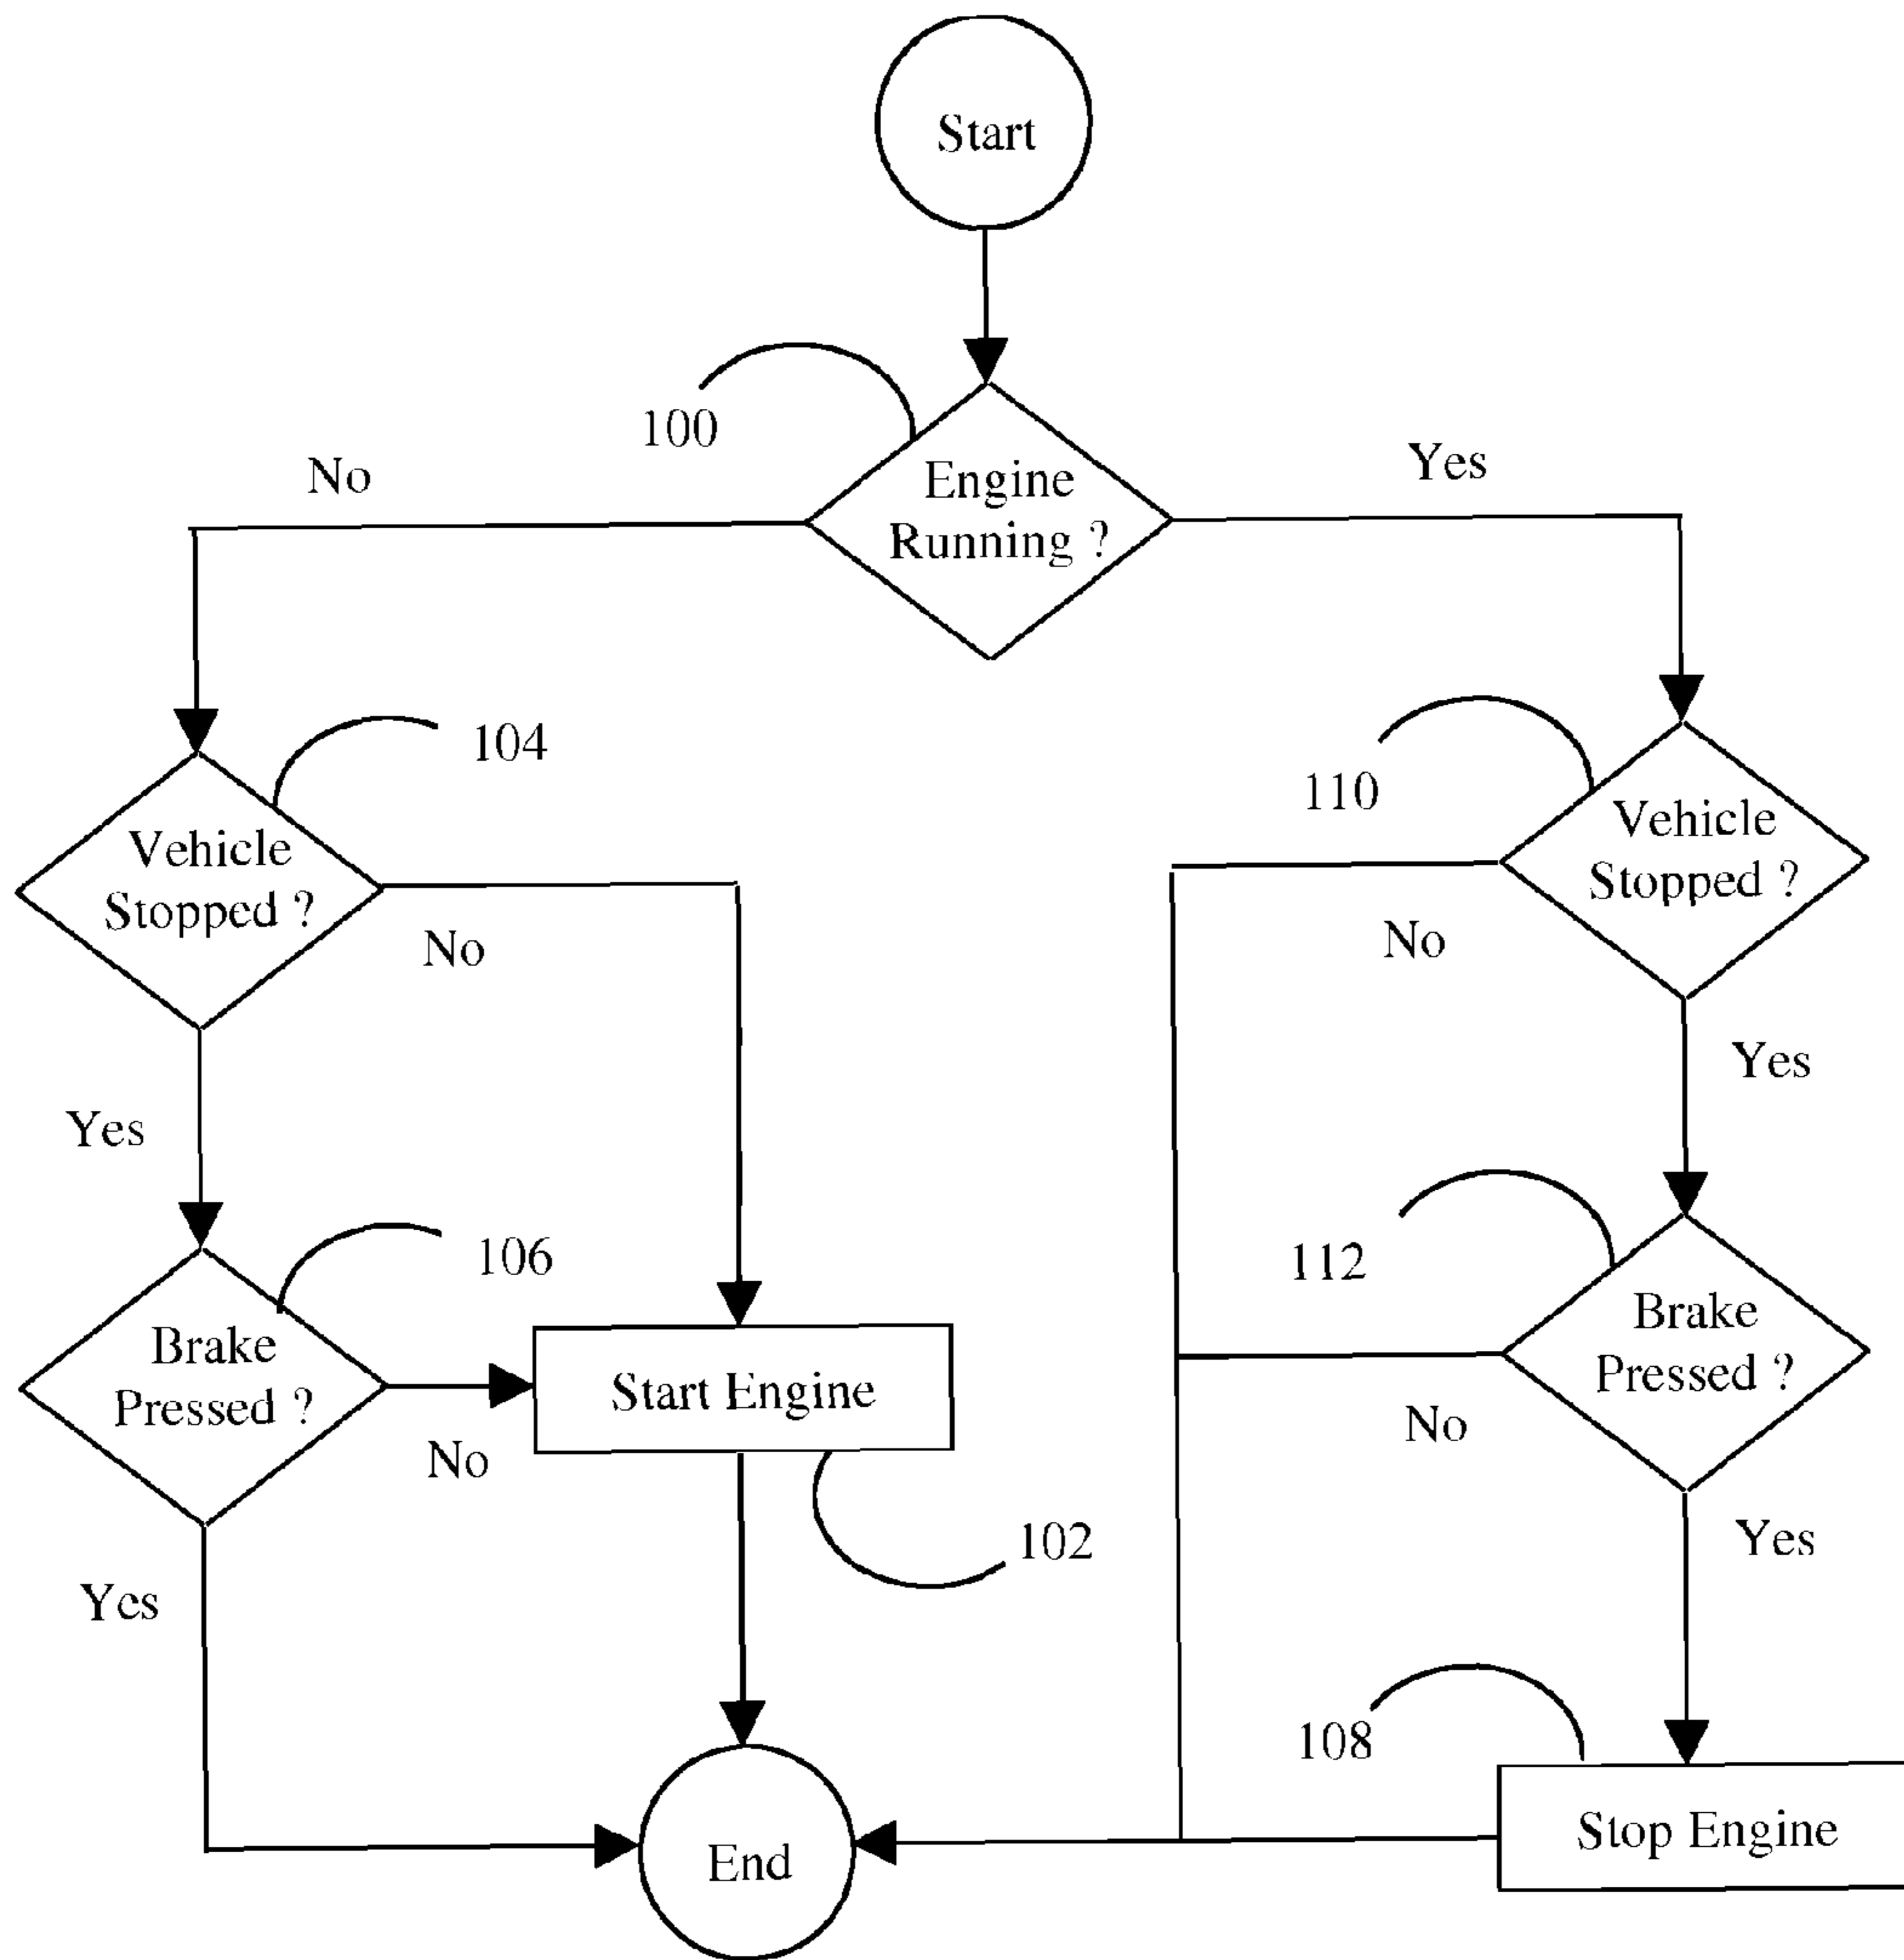 Start
100
No
Engine
Running ?
Yes
104
110
Vehicle
Stopped ?
No
Vehicle
Stopped ?
No
Yes
Yes
106
112
Brake
Pressed ?
No
Start Engine
Brake
Pressed ?
No
102
Yes
Yes
108
End
Stop Engine